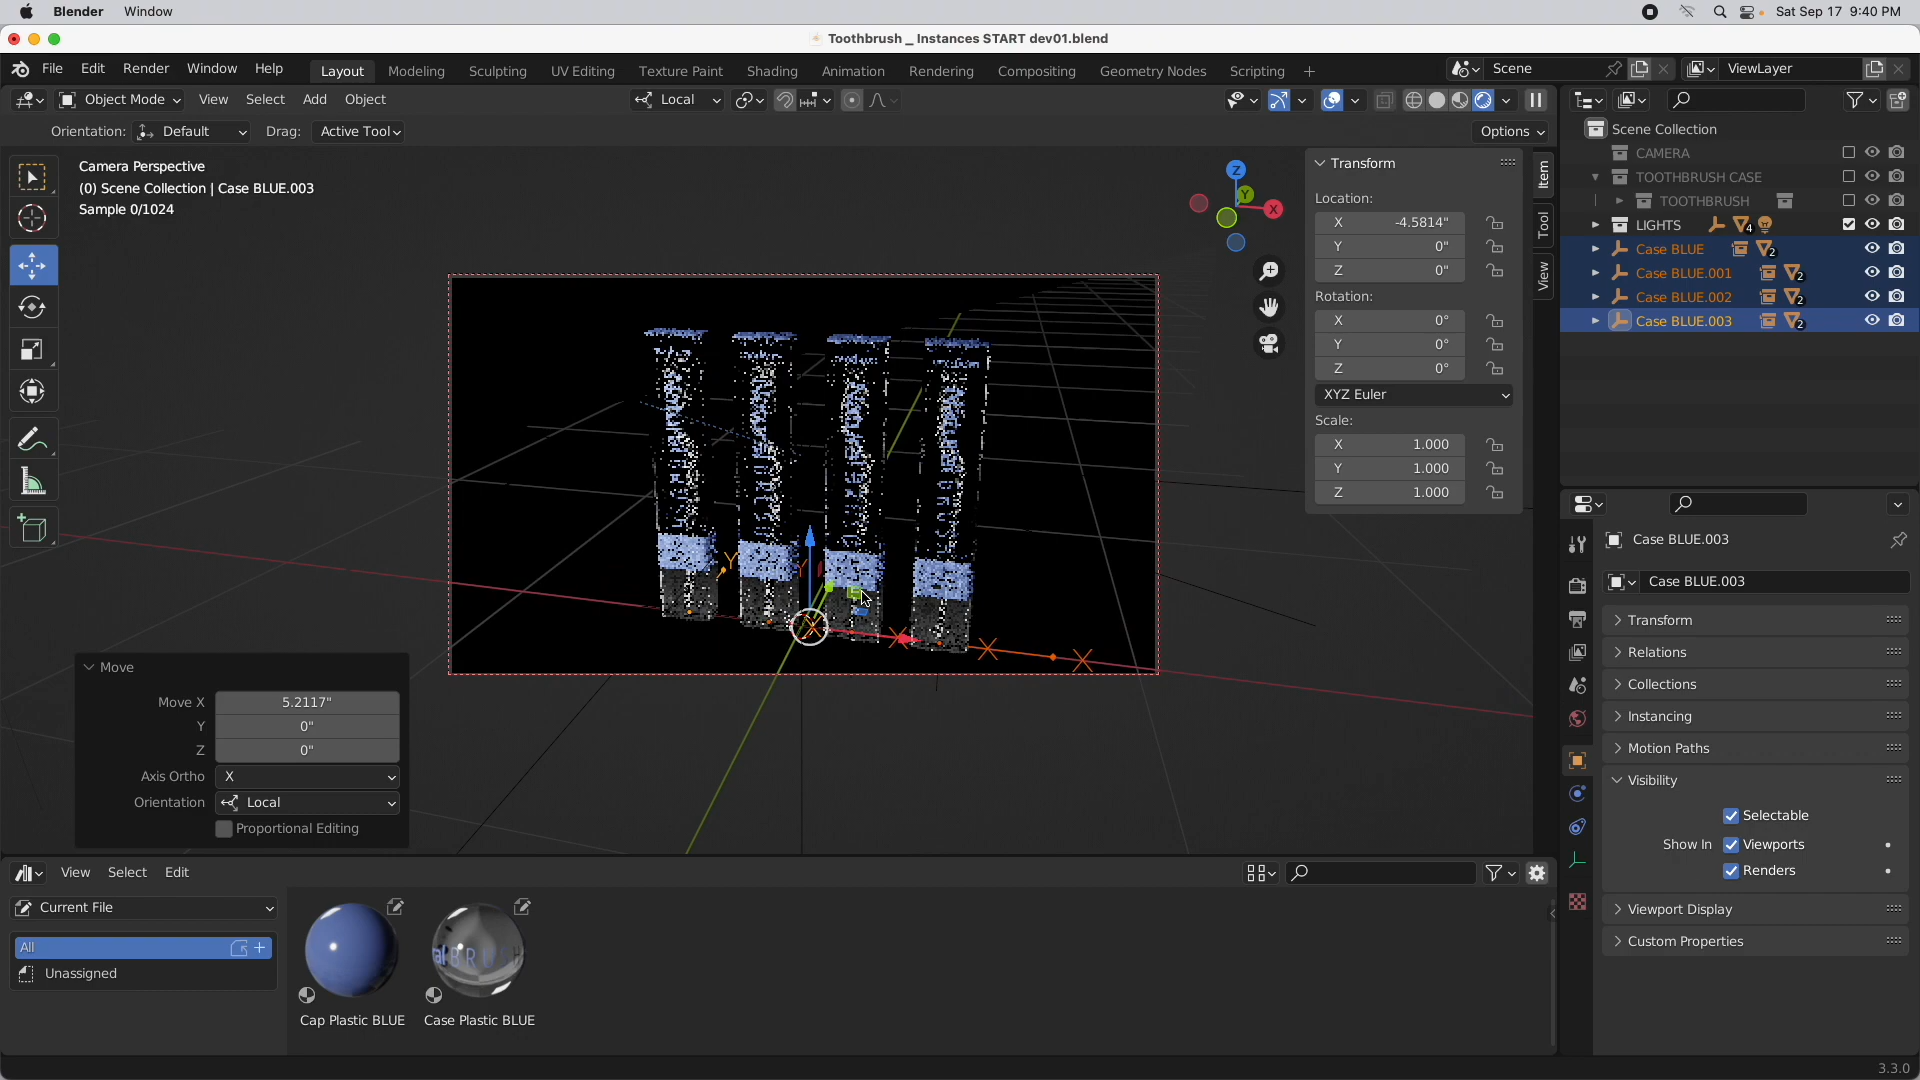 Blender Window Sat Sep 17 9:40 PM
Toothbrush _ Instances START dev01.blend
File Edit Render Window Help Layout Modeling Sculpting UV Editing Texture Paint Shading Animation Rendering Compositing Geometry Nodes Scripting + Scene ViewLayer
Object Mode View Select Add Object Local
Orientation: Default Drag: Active Tool Options
Camera Perspective
(0) Scene Collection | Case BLUE.003
Sample 0/1024
Z
Y
X
Transform
Location:
X -4.5814"
Y 0"
Z 0"
Rotation:
X 0°
Y 0°
Z 0°
XYZ Euler
Scale:
X 1.000
Y 1.000
Z 1.000
Item
Tool
View
Scene Collection
CAMERA
TOOTHBRUSH CASE
TOOTHBRUSH
LIGHTS 4
Case BLUE 2
Case BLUE.001 2
Case BLUE.002 2
Case BLUE.003 2
Case BLUE.003
Case BLUE.003
Transform
Relations
Collections
Instancing
Motion Paths
Visibility
Selectable
Show In Viewports
Renders
Viewport Display
Custom Properties
Move
Move X 5.2117"
Y 0"
Z 0"
Axis Ortho X
Orientation Local
Proportional Editing
View Select Edit
Current File
All
Unassigned
Cap Plastic BLUE
Case Plastic BLUE
3.3.0